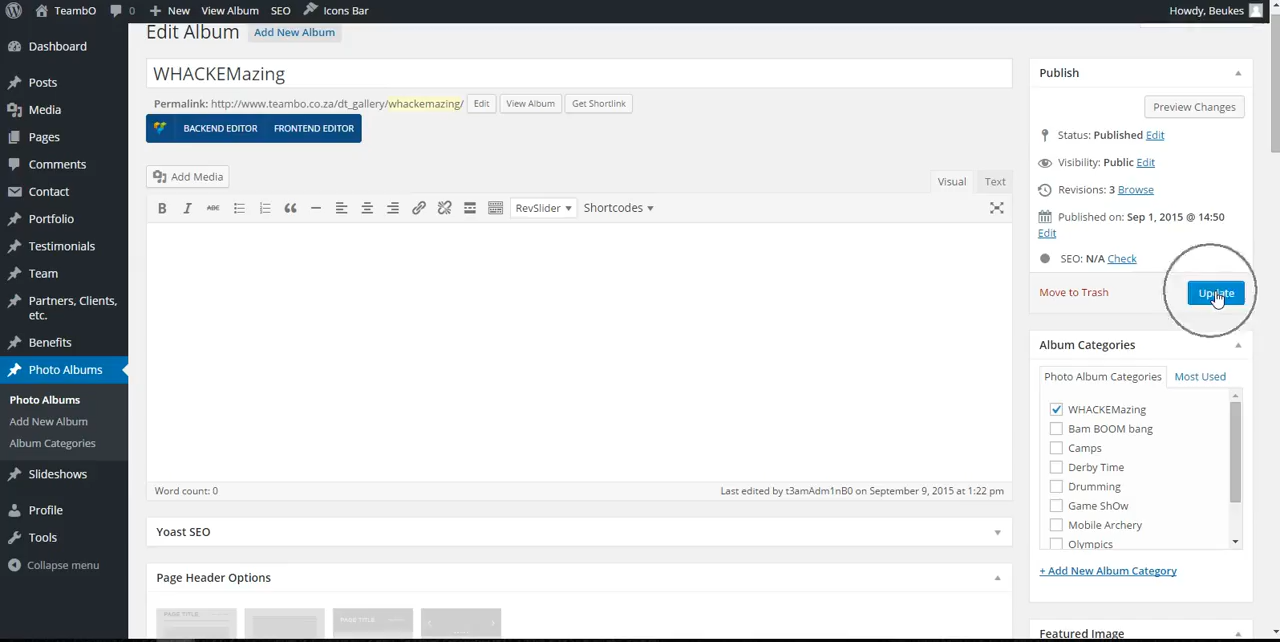 TeamBO 0 New View Album SEO Icons Bar Howdy, Beukes
Dashboard
Posts
Media
Pages
Comments
Contact
Portfolio
Testimonials
Team
Partners, Clients,
etc.
Benefits
Photo Albums
Photo Albums
Add New Album
Album Categories
Slideshows
Profile
Tools
Collapse menu
Edit Album Add New Album
WHACKEMazing
Permalink: http://www.teambo.co.za/dt_gallery/whackemazing/ Edit View Album Get Shortlink
BACKEND EDITOR FRONTEND EDITOR
Add Media
Visual Text
B I ABC RevSlider Shortcodes
Word count: 0 Last edited by t3amAdm1nB0 on September 9, 2015 at 1:22 pm
Yoast SEO
Page Header Options
PAGE TITLE PAGE TITLE
Publish
Preview Changes
Status: Published Edit
Visibility: Public Edit
Revisions: 3 Browse
Published on: Sep 1, 2015 @ 14:50
Edit
SEO: N/A Check
Move to Trash Update
Album Categories
Photo Album Categories Most Used
WHACKEMazing
Bam BOOM bang
Camps
Derby Time
Drumming
Game ShOw
Mobile Archery
Olympics
+ Add New Album Category
Featured Image